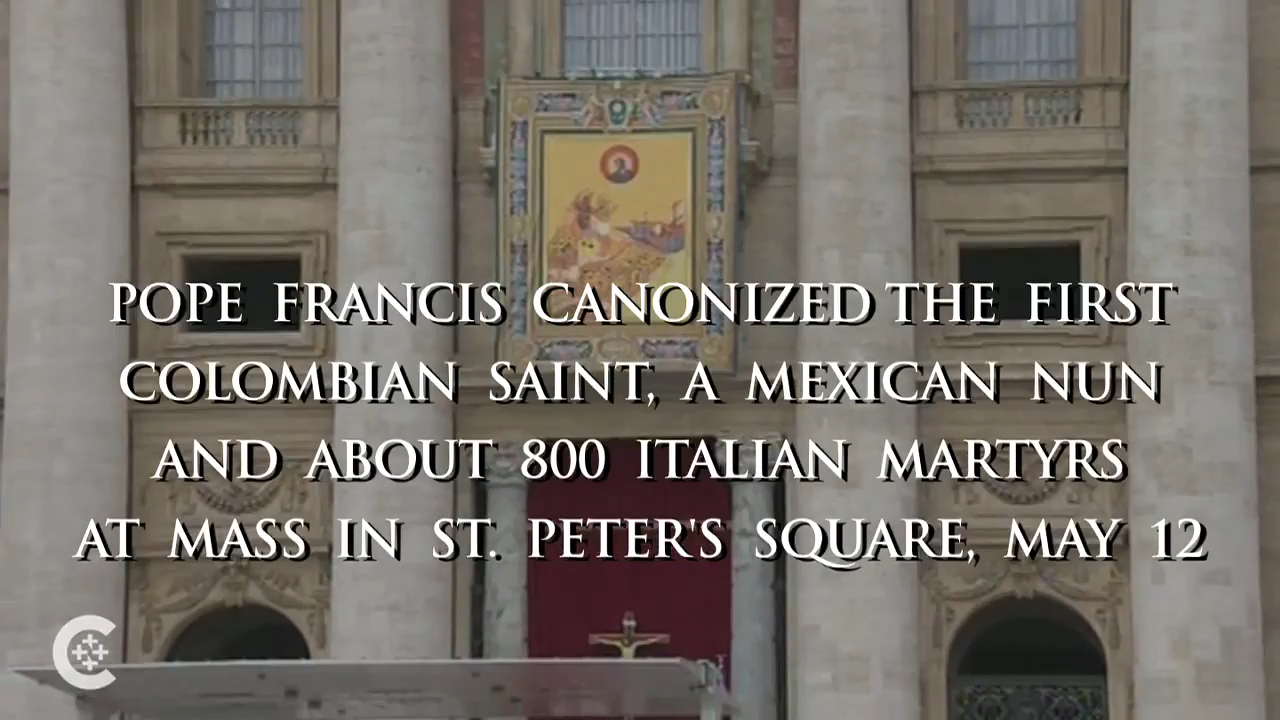 POPE FRANCIS CANONIZED THE FIRST
COLOMBIAN SAINT, A MEXICAN NUN
AND ABOUT 800 ITALIAN MARTYRS
AT MASS IN ST. PETER'S SQUARE, MAY 12